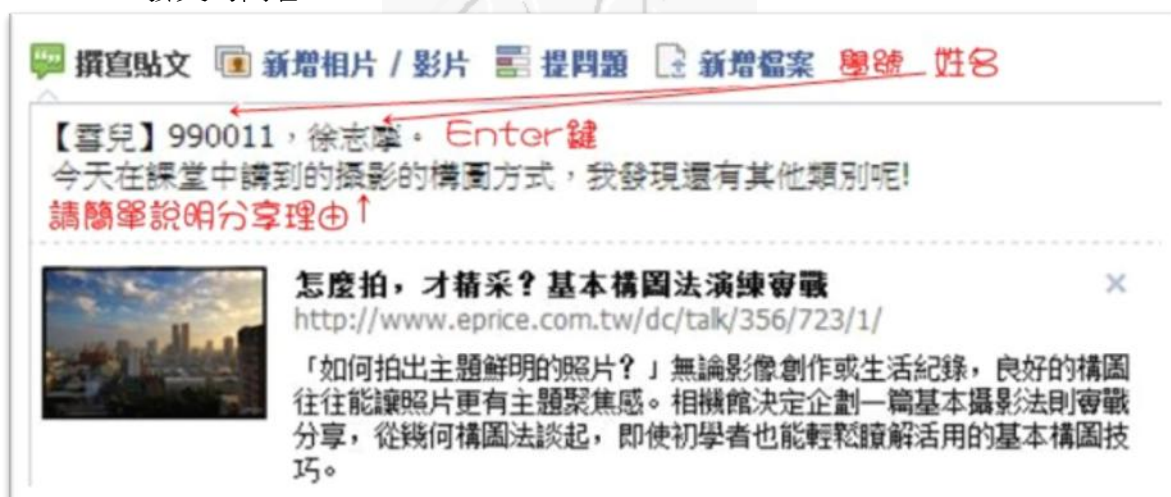 撰寫貼文 新增相片 / 影片 提問題 新增檔案 學號 姓名
【雪兒】990011，徐志摩。 Enter鍵
今天在課堂中講到的攝影的構圖方式，我發現還有其他類別呢!
請簡單說明分享理由↑
怎麼拍，才精采？基本構圖法演練實戰 ×
http://www.eprice.com.tw/dc/talk/356/723/1/
「如何拍出主題鮮明的照片？」無論影像創作或生活紀錄，良好的構圖
往往能讓照片更有主題聚焦感。相機館決定企劃一篇基本攝影法則實戰
分享，從幾何構圖法談起，即使初學者也能輕鬆瞭解活用的基本構圖技
巧。